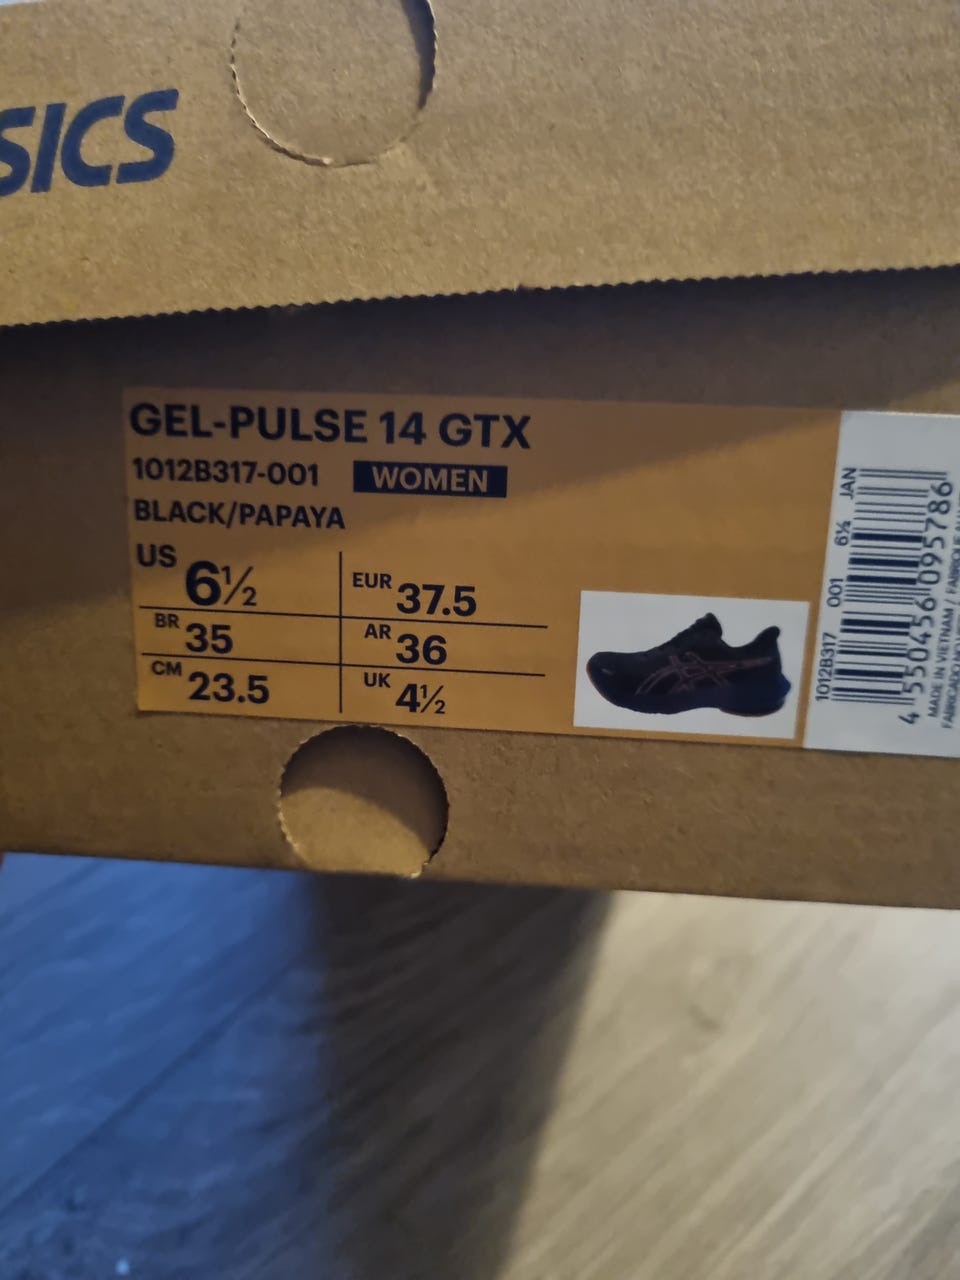 SICS
GEL-PULSE 14 GTX
1012B317-001 WOMEN
BLACK/PAPAYA
US 6½
EUR 37.5
BR 35
AR 36
CM 23.5
UK 4½
1012B317 001 6½ JAN
4 550456 095786
MADE IN VIETNAM /